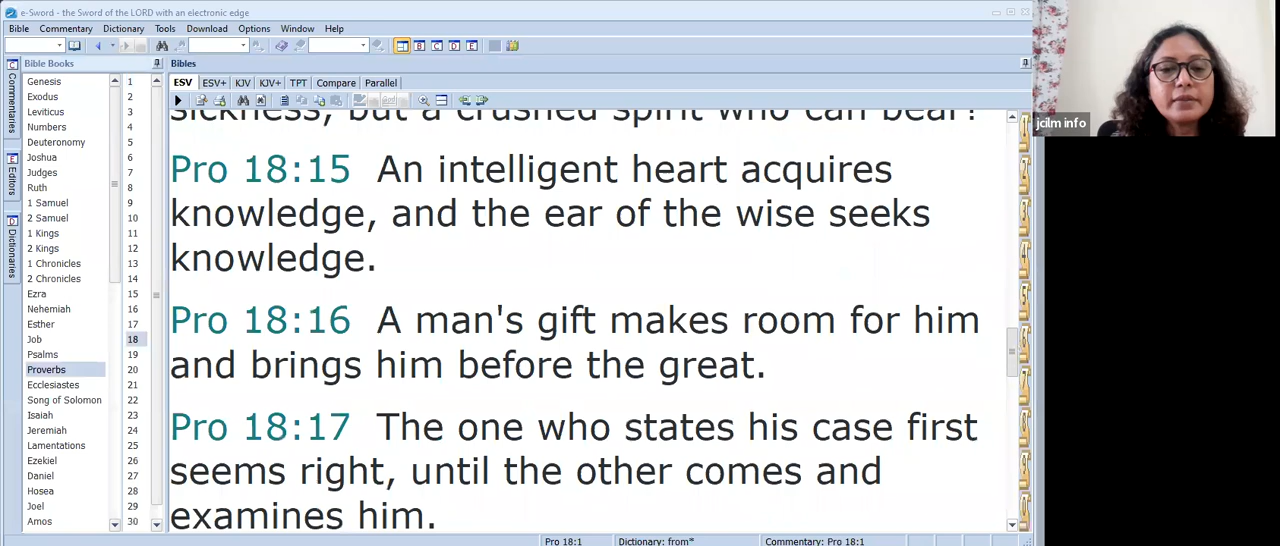 e-Sword - the Sword of the LORD with an electronic edge
Bible Commentary Dictionary Tools Download Options Window Help
Bible Books
Bibles
ESV ESV+ KJV KJV+ TPT Compare Parallel
Commentaries
Editors
Dictionaries
Genesis 1
Exodus 2
Leviticus 3
Numbers 4
Deuteronomy 5
Joshua 6
Judges 7
Ruth 8
1 Samuel 9
2 Samuel 10
1 Kings 11
2 Kings 12
1 Chronicles 13
2 Chronicles 14
Ezra 15
Nehemiah 16
Esther 17
Job 18
Psalms 19
Proverbs 20
Ecclesiastes 21
Song of Solomon 22
Isaiah 23
Jeremiah 24
Lamentations 25
Ezekiel 26
Daniel 27
Hosea 28
Joel 29
Amos 30
sickness, but a crushed spirit who can bear?
Pro 18:15 An intelligent heart acquires
knowledge, and the ear of the wise seeks
knowledge.
Pro 18:16 A man's gift makes room for him
and brings him before the great.
Pro 18:17 The one who states his case first
seems right, until the other comes and
examines him.
Pro 18:1 Dictionary: from* Commentary: Pro 18:1
jcilm info